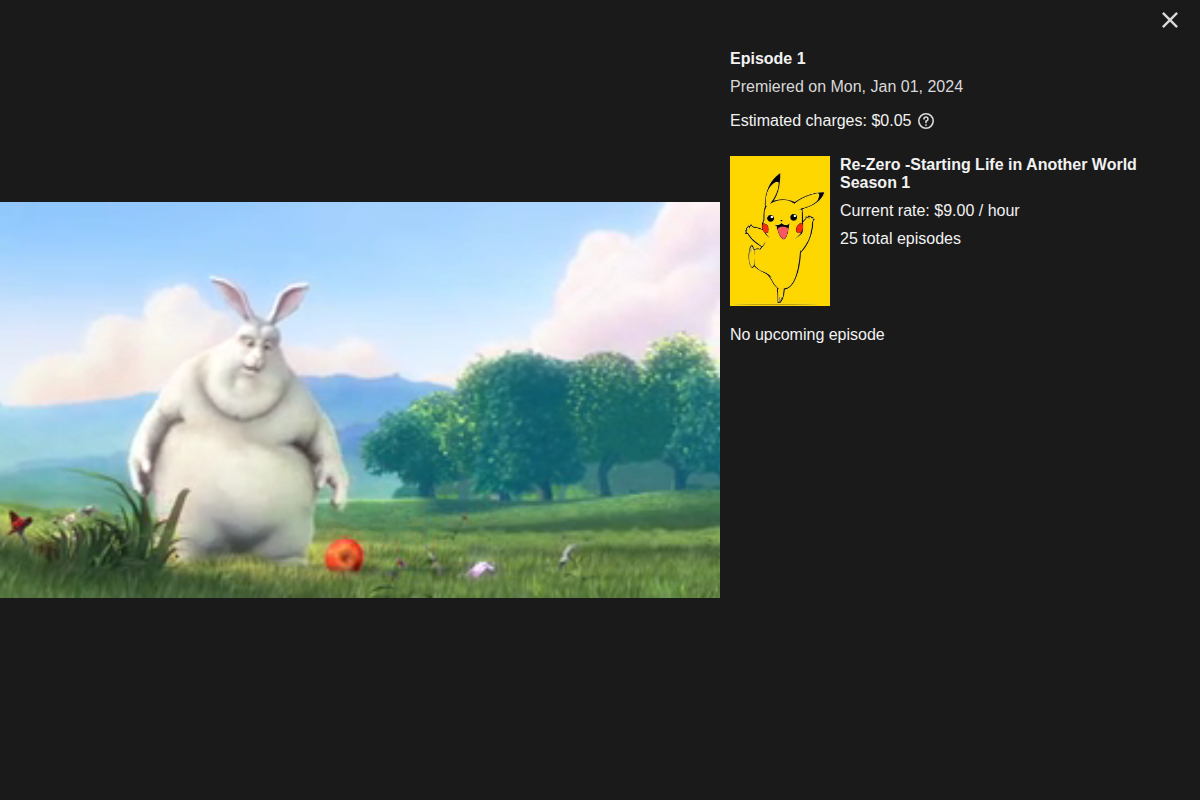 Episode 1
Premiered on Mon, Jan 01, 2024
Estimated charges: $0.05
Re-Zero -Starting Life in Another World
Season 1
Current rate: $9.00 / hour
25 total episodes
No upcoming episode